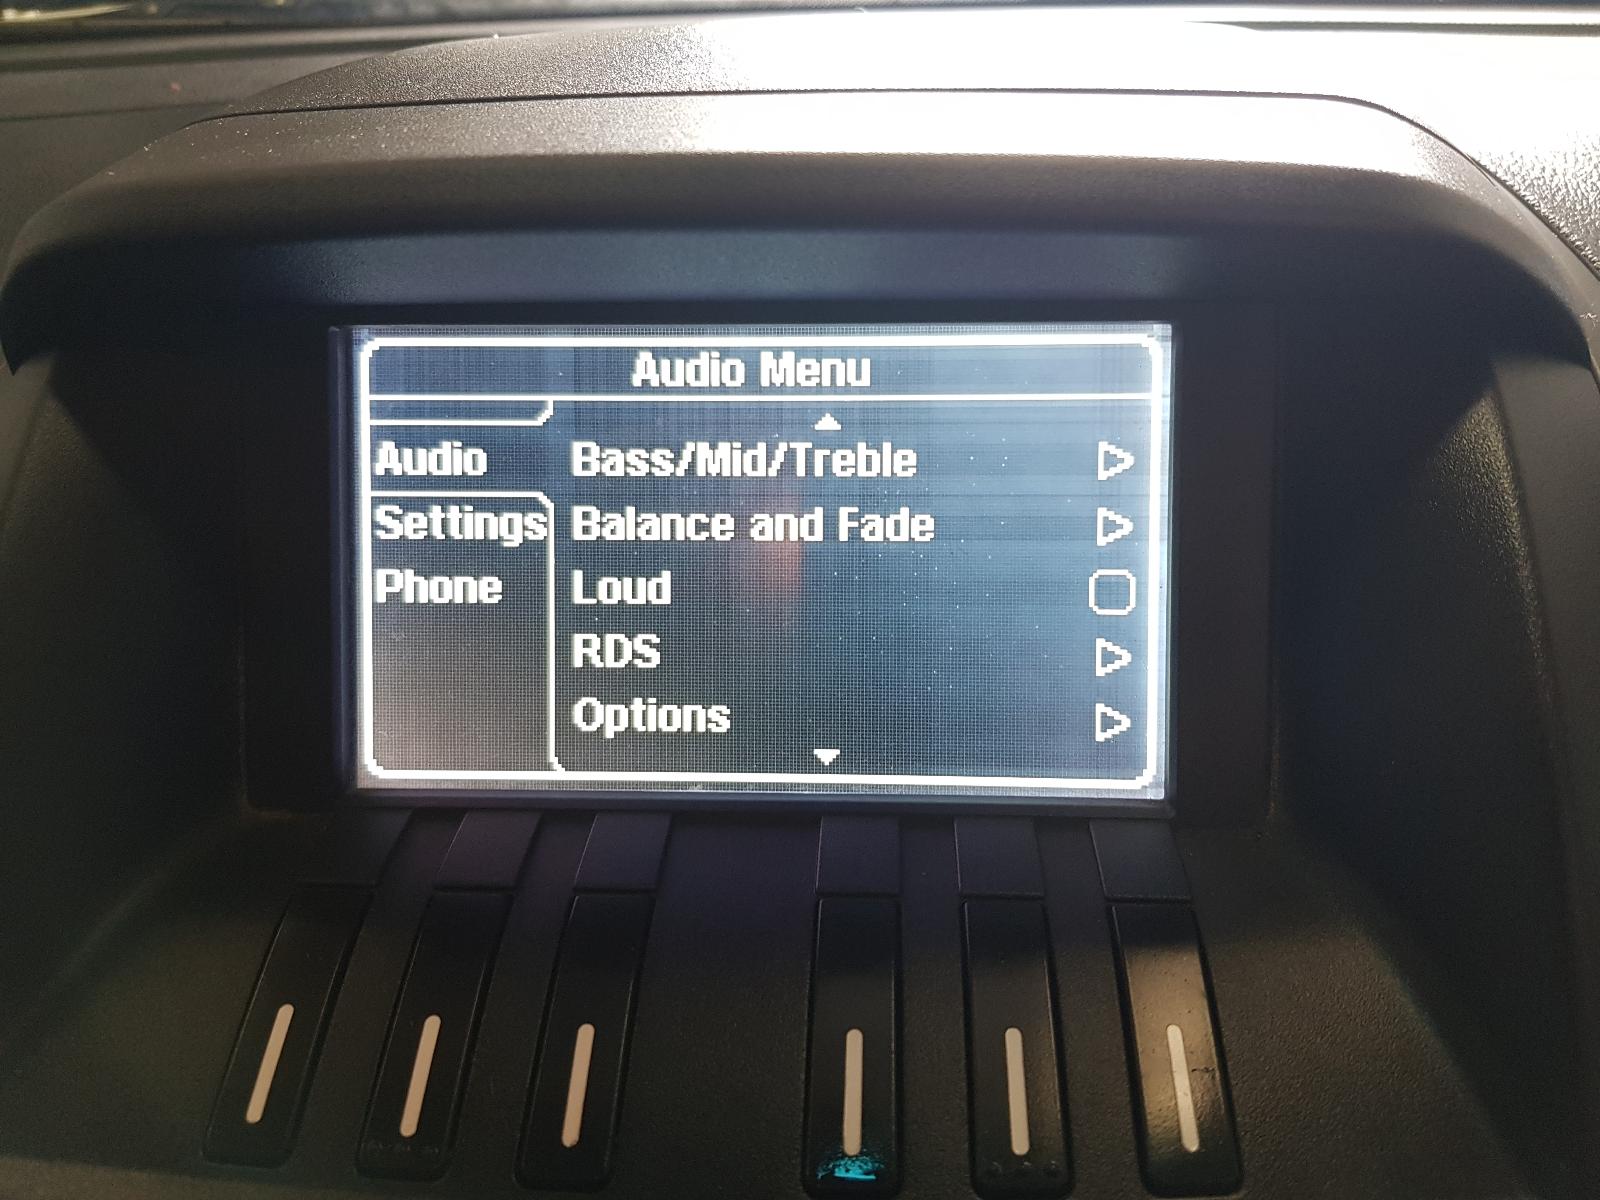 Audio Menu
Audio
Settings
Phone
Bass/Mid/Treble
Balance and Fade
Loud
RDS
Options